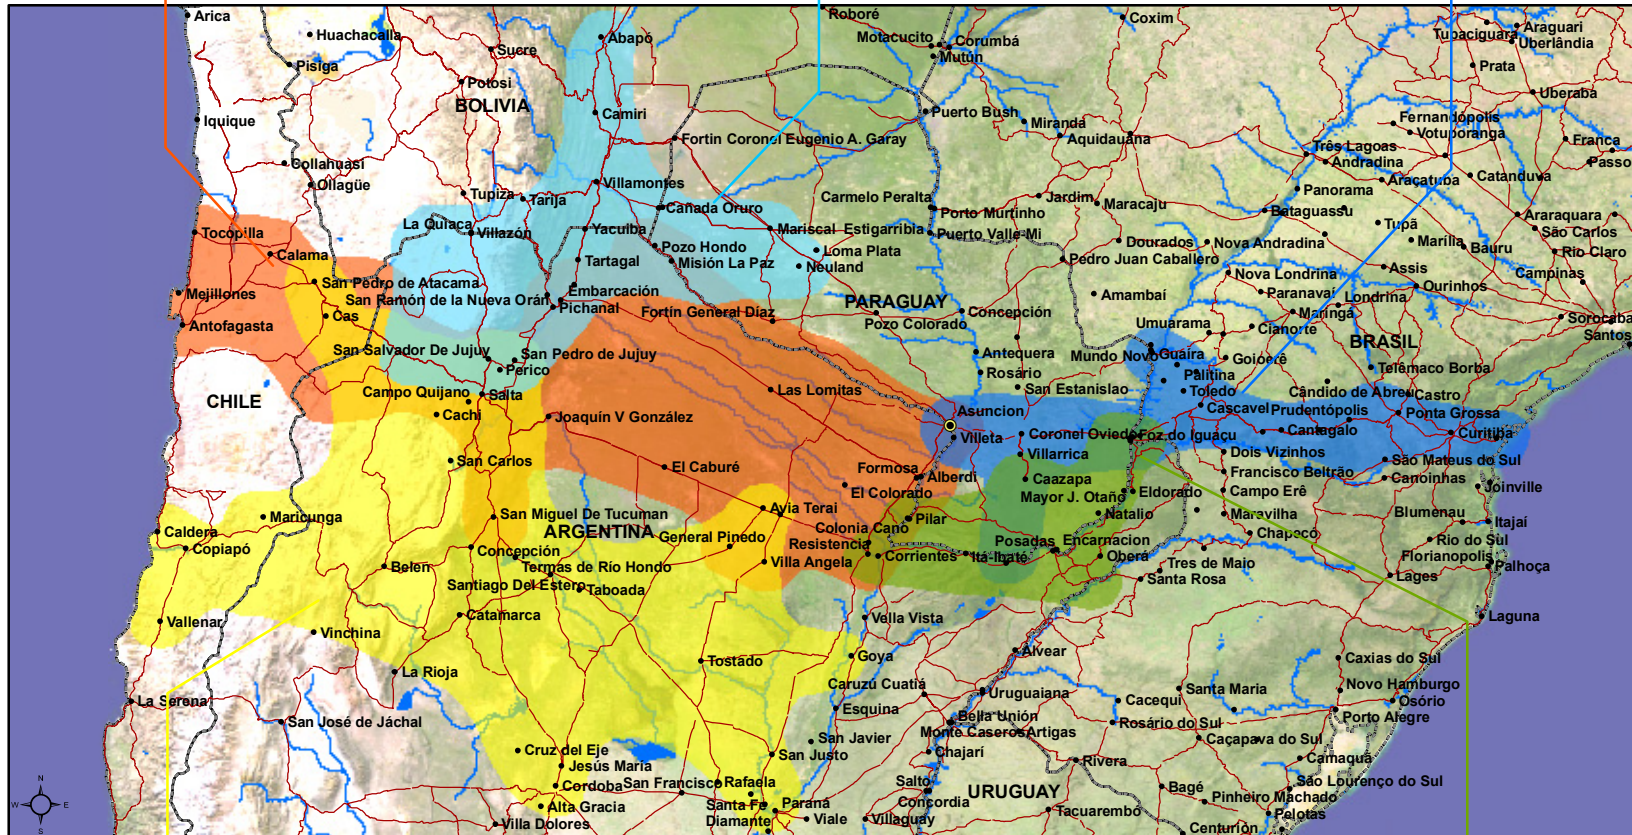 Arica
Huachacalla
Pisiga
Sucre
Potosi
BOLIVIA
Abapó
Roboré
Motacucito
Corumbá
Mutún
Coxim
Tupaciguara
Araguari
Uberlândia
Prata
Uberaba
Iquique
Camiri
Puerto Bush
Miranda
Aquidauana
Fernandópolis
Votuporanga
Franca
Passo
Collahuasi
Ollagüe
Fortin Coronel Eugenio A. Garay
Três Lagoas
Andradina
Araçatuba
Catanduva
Tupiza
Tarija
Villamontes
Cañada Oruro
Carmelo Peralta
Porto Murtinho
Jardim
Maracaju
Panorama
Bataguassu
Araraquara
São Carlos
Tocopilla
La Quiaca
Villazón
Yacuiba
Mariscal Estigarribia
Puerto Valle-Mi
Dourados
Nova Andradina
Tupã
Marília
Bauru
Rio Claro
Calama
Pozo Hondo
Misión La Paz
Loma Plata
Neuland
Tartagal
Pedro Juan Caballero
Nova Londrina
Assis
Campinas
Ourinhos
San Pedro de Atacama
San Ramón de la Nueva Orán
Embarcación
Pichanal
PARAGUAY
Amambaí
Paranavaí
Londrina
Mejillones
Cas
Fortín General Díaz
Pozo Colorado
Concepción
Maringá
Sorocaba
Antofagasta
Umuarama
Cianorte
BRASIL
Santos
San Salvador De Jujuy
San Pedro de Jujuy
Perico
Antequera
Rosário
Mundo Novo
Guaíra
Goioerê
Palitina
Telêmaco Borba
CHILE
Campo Quijano
Salta
Cachi
Las Lomitas
San Estanislao
Toledo
Cândido de Abreu
Castro
Joaquín V González
Asuncion
Villeta
Coronel Oviedo
Foz do Iguaçu
Cascavel
Prudentópolis
Cantagalo
Ponta Grossa
Curitiba
San Carlos
El Caburé
Formosa
Alberdi
Villarrica
Caazapa
Dois Vizinhos
Francisco Beltrão
São Mateus do Sul
Canoinhas
El Colorado
Mayor J. Otaño
Eldorado
Campo Erê
Joinville
Caldera
Maricunga
San Miguel De Tucuman
ARGENTINA
Avia Terai
Colonia Cano
Pilar
Natalio
Maravilha
Blumenau
Itajaí
Copiapó
Concepción
General Pinedo
Resistencia
Corrientes
Posadas
Encarnacion
Chapecó
Rio do Sul
Belén
Termas de Río Hondo
Villa Angela
Itá-Ibaté
Oberá
Tres de Maio
Florianopolis
Palhoça
Santiago Del Estero
Taboada
Santa Rosa
Lages
Vallenar
Catamarca
Vella Vista
Laguna
Vinchina
La Rioja
Tostado
Goya
Alvear
Caxias do Sul
La Serena
Caruzú Cuatiá
Uruguaiana
Cacequi
Santa Maria
Novo Hamburgo
Osório
Esquina
San José de Jáchal
Bella Unión
Monte Caseros
Artigas
Rosário do Sul
Porto Alegre
Caçapava do Sul
Cruz del Eje
Jesús Maria
San Javier
San Justo
Chajarí
Rivera
Camaquã
Cordoba
San Francisco
Rafaela
Salto
Concordia
URUGUAY
Bagé
São Lourenço do Sul
Pinheiro Machado
Alta Gracia
Santa Fe
Paraná
Tacuarembó
Pelotas
Villa Dolores
Diamante
Viale
Villaguay
Centurión
N
W
E
S